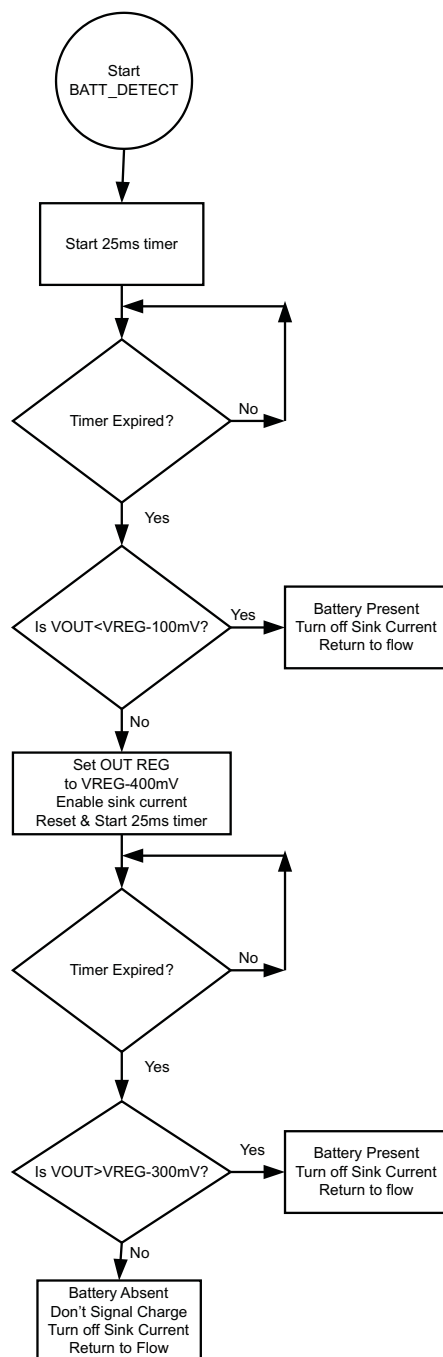 Start
BATT_DETECT
Start 25ms timer
Timer Expired?
No
Yes
Is VOUT<VREG-100mV?
Yes
Battery Present
Turn off Sink Current
Return to flow
No
Set OUT REG
to VREG-400mV
Enable sink current
Reset & Start 25ms timer
Timer Expired?
No
Yes
Is VOUT>VREG-300mV?
Yes
Battery Present
Turn off Sink Current
Return to flow
No
Battery Absent
Don’t Signal Charge
Turn off Sink Current
Return to Flow